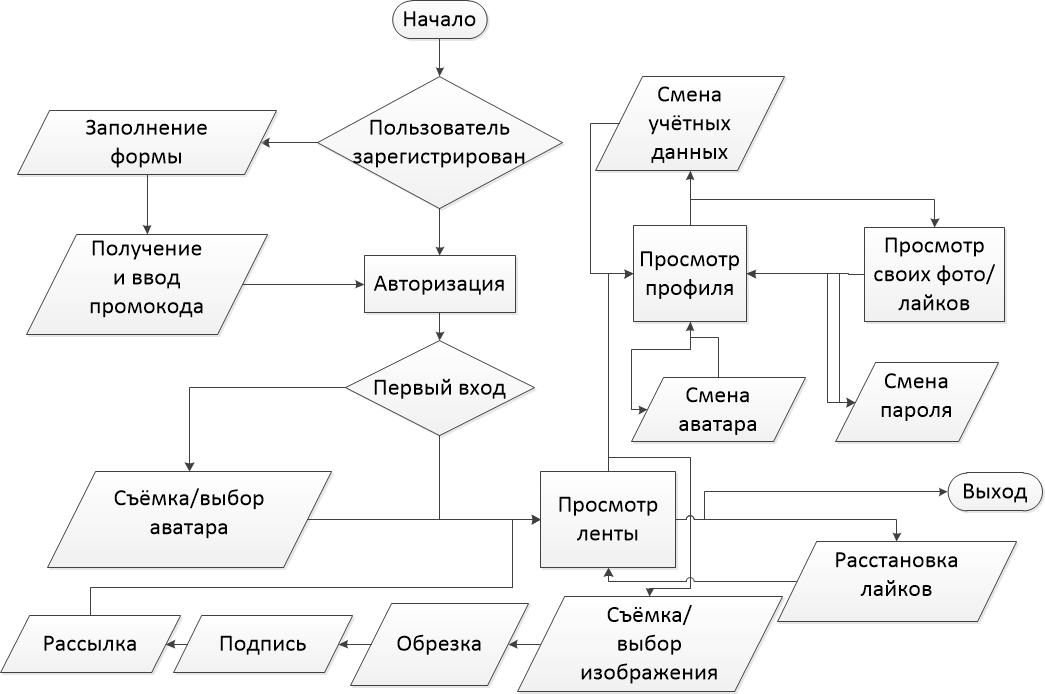 Начало
Пользователь
зарегистрирован
Заполнение
формы
Получение
и ввод
промокода
Авторизация
Первый вход
Съёмка/выбор
аватара
Смена
учётных
данных
Просмотр
профиля
Просмотр
своих фото/
лайков
Смена
аватара
Смена
пароля
Просмотр
ленты
Выход
Расстановка
лайков
Съёмка/
выбор
изображения
Обрезка
Подпись
Рассылка